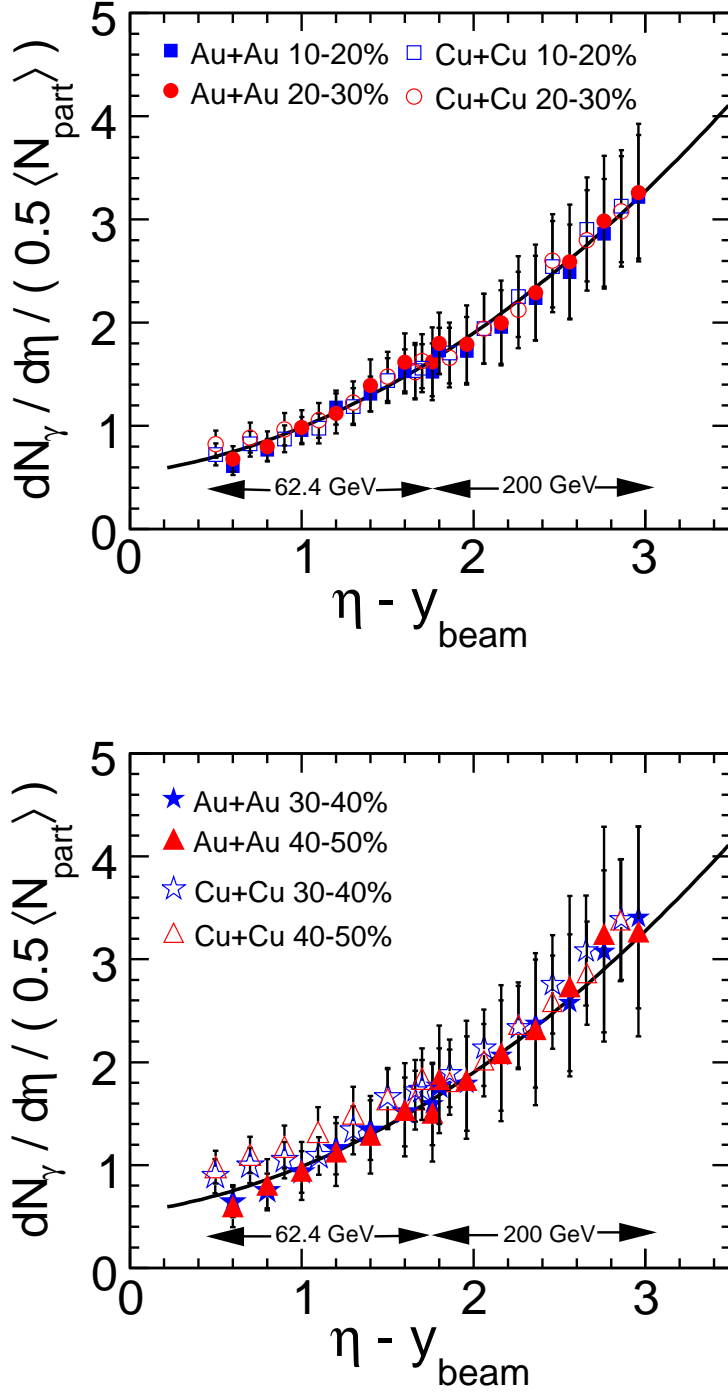 5
Au+Au 10-20% Cu+Cu 10-20%
Au+Au 20-30% Cu+Cu 20-30%
4
3
2
1
0
dNγ / dη / ( 0.5 ⟨Npart⟩ )
62.4 GeV 200 GeV
0 1 2 3
η - ybeam
5
Au+Au 30-40%
Au+Au 40-50%
4
Cu+Cu 30-40%
Cu+Cu 40-50%
3
2
1
0
dNγ / dη / ( 0.5 ⟨Npart⟩ )
62.4 GeV 200 GeV
0 1 2 3
η - ybeam